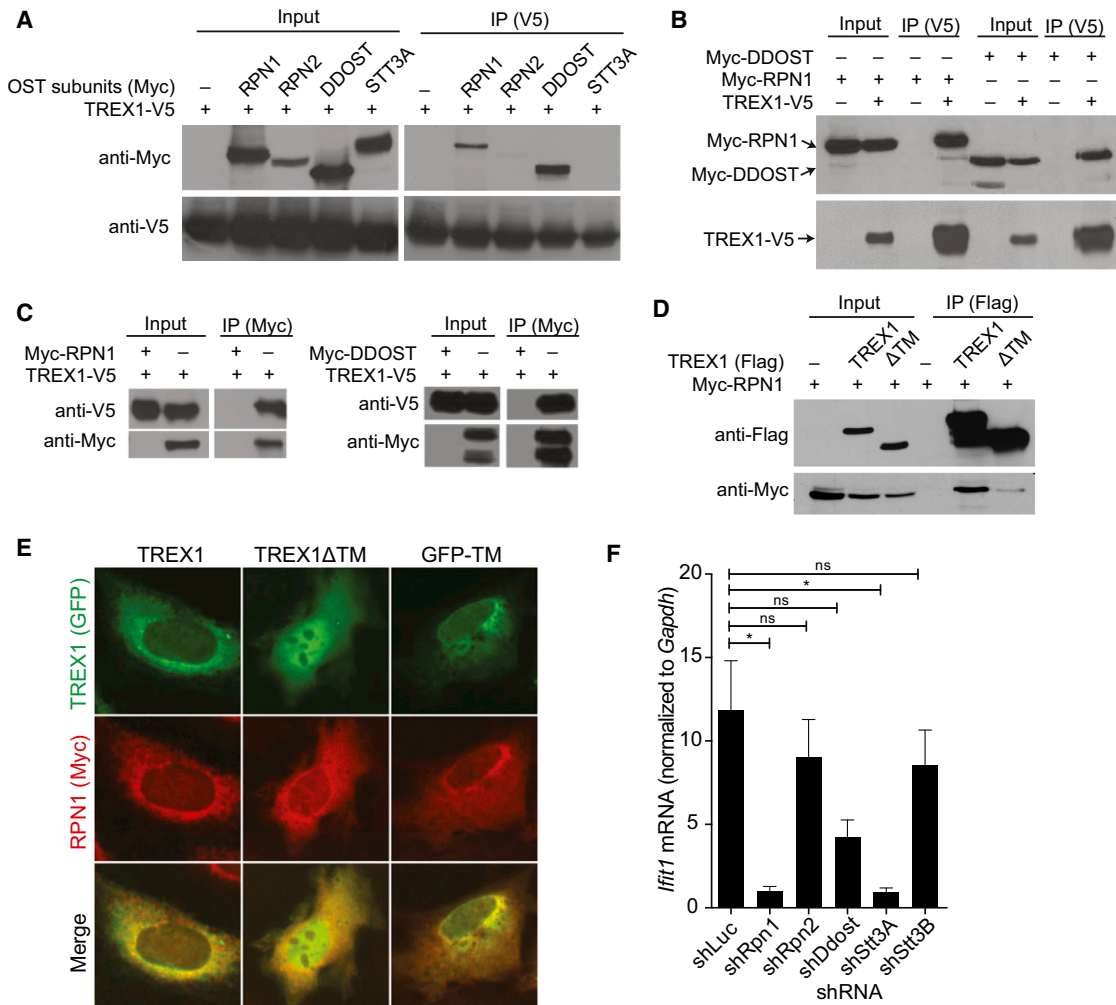 A
Input
IP (V5)
OST subunits (Myc) – RPN1 RPN2 DDOST STT3A – RPN1 RPN2 DDOST STT3A
TREX1-V5 + + + + + + + + + +
anti-Myc
anti-V5
B
Input IP (V5) Input IP (V5)
Myc-DDOST – – – – + + + +
Myc-RPN1 + + + + – – – –
TREX1-V5 – + – + – + – +
Myc-RPN1
Myc-DDOST
TREX1-V5
C
Input IP (Myc)
Myc-RPN1 + – + –
TREX1-V5 + + + +
anti-V5
anti-Myc
Input IP (Myc)
Myc-DDOST + – + –
TREX1-V5 + + + +
anti-V5
anti-Myc
D
Input IP (Flag)
TREX1 (Flag) – TREX1 ΔTM – TREX1 ΔTM
Myc-RPN1 + + + + + +
anti-Flag
anti-Myc
E
TREX1 TREX1ΔTM GFP-TM
TREX1 (GFP)
RPN1 (Myc)
Merge
F
Ifit1 mRNA (normalized to Gapdh)
20
15
10
5
0
ns
*
ns
ns
*
shLuc shRpn1 shRpn2 shDdost shStt3A shStt3B
shRNA